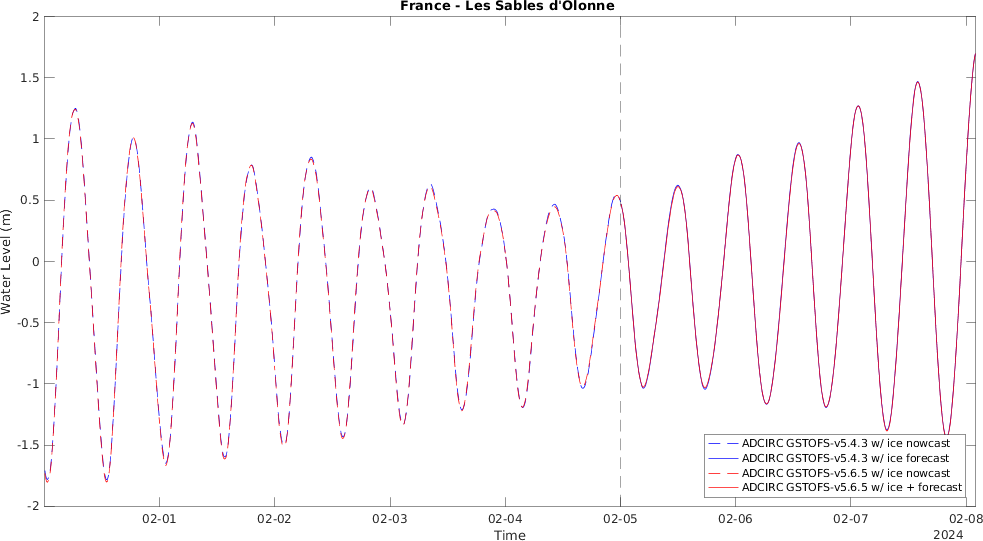 France - Les Sables d'Olonne
2
1.5
1
0.5
0
-0.5
-1
-1.5
-2
Water Level (m)
02-01
02-02
02-03
02-04
02-05
02-06
02-07
02-08
Time
2024
ADCIRC GSTOFS-v5.4.3 w/ ice nowcast
ADCIRC GSTOFS-v5.4.3 w/ ice forecast
ADCIRC GSTOFS-v5.6.5 w/ ice nowcast
ADCIRC GSTOFS-v5.6.5 w/ ice + forecast